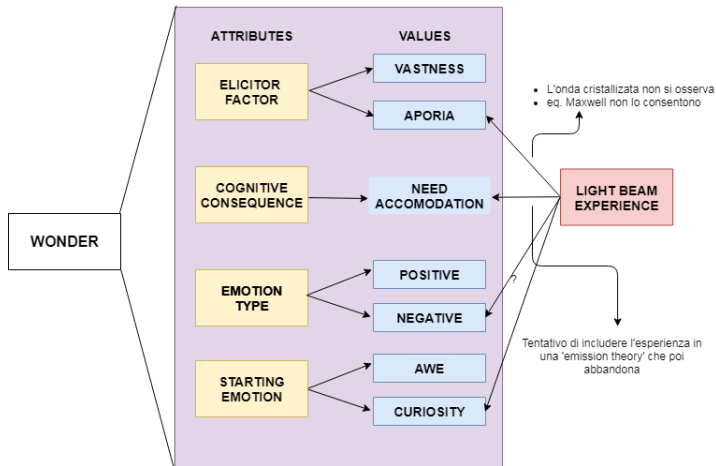 ATTRIBUTES
VALUES
ELICITOR
FACTOR
VASTNESS
APORIA
COGNITIVE
CONSEQUENCE
NEED
ACCOMODATION
WONDER
EMOTION
TYPE
POSITIVE
NEGATIVE
STARTING
EMOTION
AWE
CURIOSITY
• L'onda cristallizata non si osserva
• eq. Maxwell non lo consentono
LIGHT BEAM
EXPERIENCE
?
Tentativo di includere l'esperienza in
una 'emission theory' che poi
abbandona